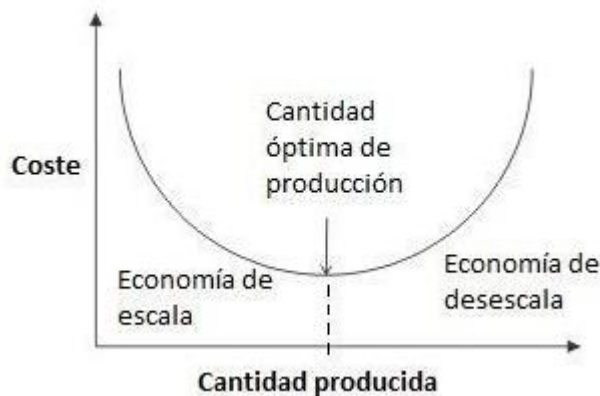 Cantidad
óptima de
producción
Coste
Economía de
escala
Economía de
desescala
Cantidad producida